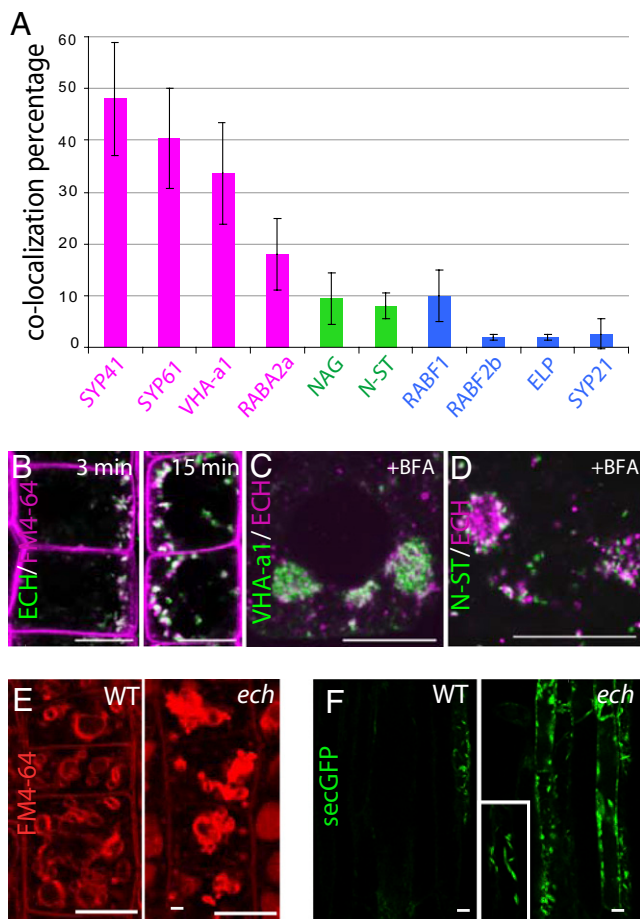 A
co-localization percentage
60
50
40
30
20
10
0
SYP41
SYP61
VHA-a1
RABA2a
NAG
N-ST
RABF1
RABF2b
ELP
SYP21
B
3 min
15 min
ECH/FM4-64
C
+BFA
VHA-a1/ECH
D
+BFA
N-ST/ECH
E
WT
ech
FM4-64
F
WT
ech
secGFP